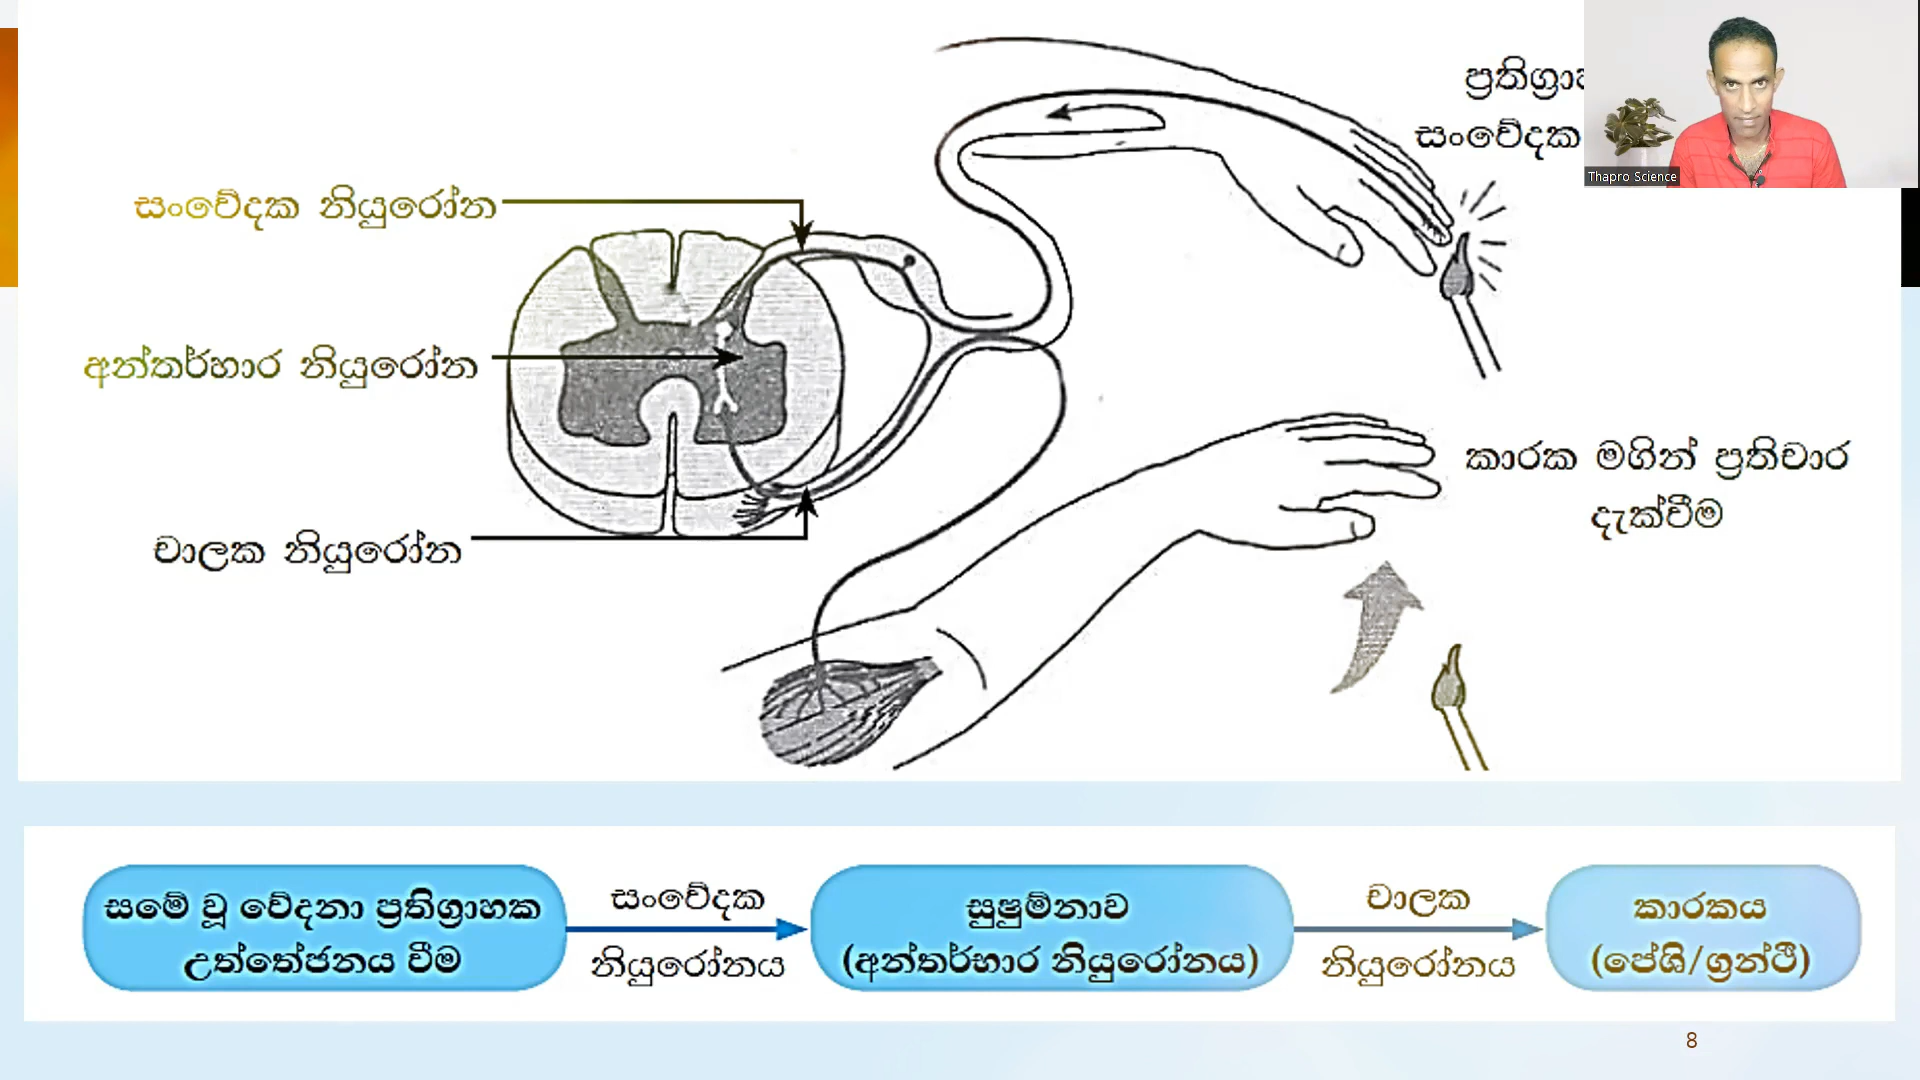 සංවේදක
Thapro Science
සංවේදක නියුරෝන
අන්තර්භාර නියුරෝන
කාරක මගින් ප්‍රතිචාර
දැක්වීම
චාලක නියුරෝන
සමේ වූ වේදනා ප්‍රතිග්‍රාහක
උත්තේජනය වීම
සංවේදක
නියුරෝනය
සුෂුම්නාව
(අන්තර්භාර නියුරෝනය)
චාලක
නියුරෝනය
කාරකය
(පේශි/ග්‍රන්ථි)
8